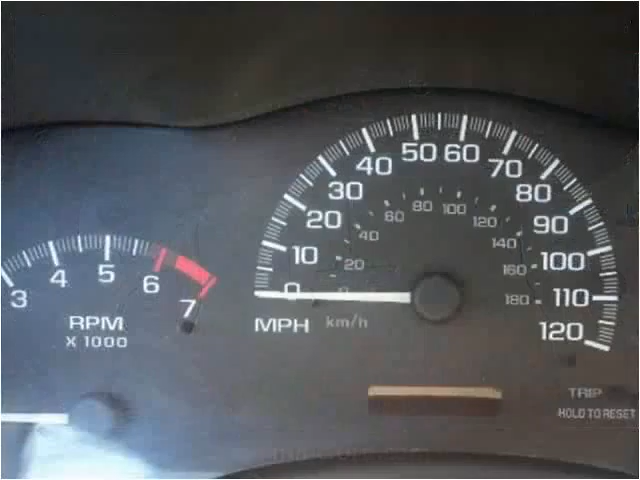 3 4 5 6 7
RPM
X 1000
0 10 20 30 40 50 60 70 80 90 100 110 120
20 40 60 80 100 120 140 160 180
MPH km/h
TRIP
HOLD TO RESET